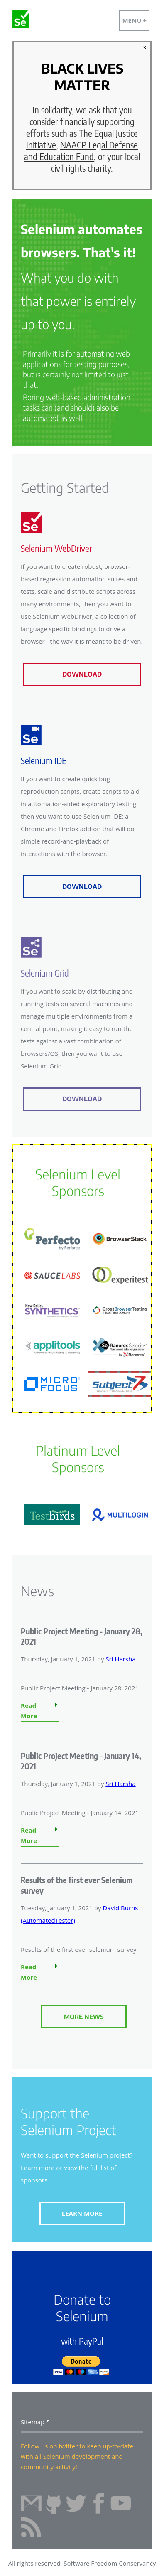 Se
MENU +
X
BLACK LIVES
MATTER
In solidarity, we ask that you
consider financially supporting
efforts such as The Equal Justice
Initiative, NAACP Legal Defense
and Education Fund, or your local
civil rights charity.
Selenium automates
browsers. That's it!
What you do with
that power is entirely
up to you.
Primarily it is for automating web
applications for testing purposes,
but is certainly not limited to just
that.
Boring web-based administration
tasks can (and should) also be
automated as well.
Getting Started
Se
Selenium WebDriver
If you want to create robust, browser-
based regression automation suites and
tests, scale and distribute scripts across
many environments, then you want to
use Selenium WebDriver, a collection of
language specific bindings to drive a
browser - the way it is meant to be driven.
DOWNLOAD
Se
Selenium IDE
If you want to create quick bug
reproduction scripts, create scripts to aid
in automation-aided exploratory testing,
then you want to use Selenium IDE; a
Chrome and Firefox add-on that will do
simple record-and-playback of
interactions with the browser.
DOWNLOAD
Se
Selenium Grid
If you want to scale by distributing and
running tests on several machines and
manage multiple environments from a
central point, making it easy to run the
tests against a vast combination of
browsers/OS, then you want to use
Selenium Grid.
DOWNLOAD
Selenium Level
Sponsors
Perfecto
by Perforce
BrowserStack
SAUCELABS
experitest
New Relic
SYNTHETICS
CrossBrowserTesting
applitools
Ranorex Selocity
Ranorex
MICRO
FOCUS
Subject7
Platinum Level
Sponsors
Testbirds
MULTILOGIN
News
Public Project Meeting - January 28,
2021
Thursday, January 1, 2021 by Sri Harsha
Public Project Meeting - January 28, 2021
Read
More
Public Project Meeting - January 14,
2021
Thursday, January 1, 2021 by Sri Harsha
Public Project Meeting - January 14, 2021
Read
More
Results of the first ever Selenium
survey
Tuesday, January 1, 2021 by David Burns
(AutomatedTester)
Results of the first ever selenium survey
Read
More
MORE NEWS
Support the
Selenium Project
Want to support the Selenium project?
Learn more or view the full list of
sponsors.
LEARN MORE
Donate to
Selenium
with PayPal
Donate
Sitemap
Follow us on twitter to keep up-to-date
with all Selenium development and
community activity!
All rights reserved, Software Freedom Conservancy